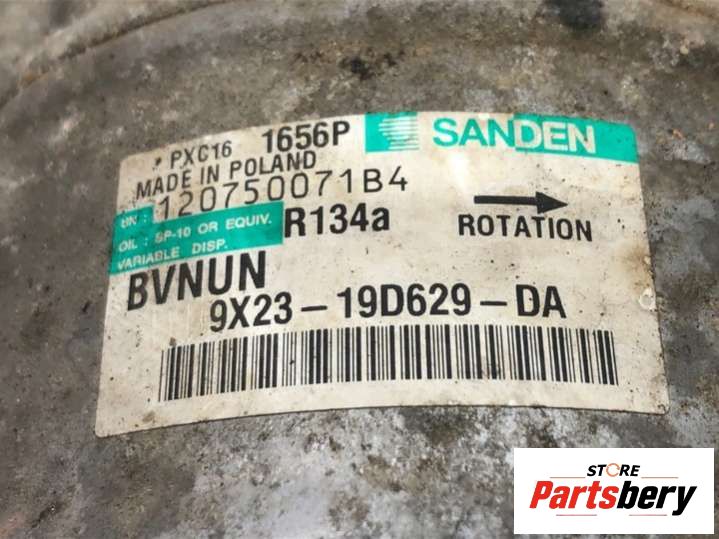 PXC16 1656P SANDEN
MADE IN POLAND
120750071B4
OIL : SP-10 OR EQUIV. R134a ROTATION
VARIABLE DISP.
BVNUN
9X23-19D629-DA
STORE
Partsbery